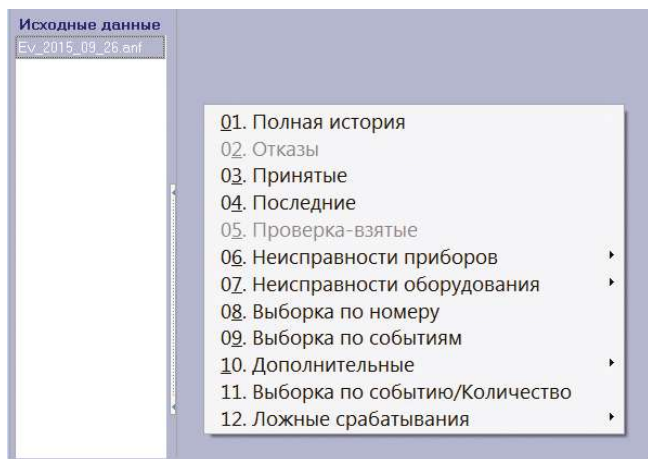 Исходные данные
Ev_2015_09_26.anf
01. Полная история
02. Отказы
03. Принятые
04. Последние
05. Проверка-взятые
06. Неисправности приборов
07. Неисправности оборудования
08. Выборка по номеру
09. Выборка по событиям
10. Дополнительные
11. Выборка по событию/Количество
12. Ложные срабатывания